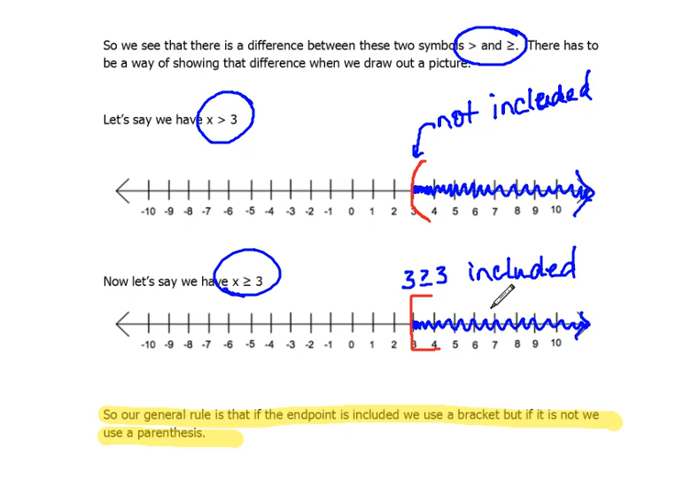 So we see that there is a difference between these two symbols > and ≥. There has to
be a way of showing that difference when we draw out a picture.
not included
Let's say we have x > 3
-10 -9 -8 -7 -6 -5 -4 -3 -2 -1 0 1 2 3 4 5 6 7 8 9 10
3≥3 included
Now let's say we have x ≥ 3
-10 -9 -8 -7 -6 -5 -4 -3 -2 -1 0 1 2 3 4 5 6 7 8 9 10
So our general rule is that if the endpoint is included we use a bracket but if it is not we
use a parenthesis.